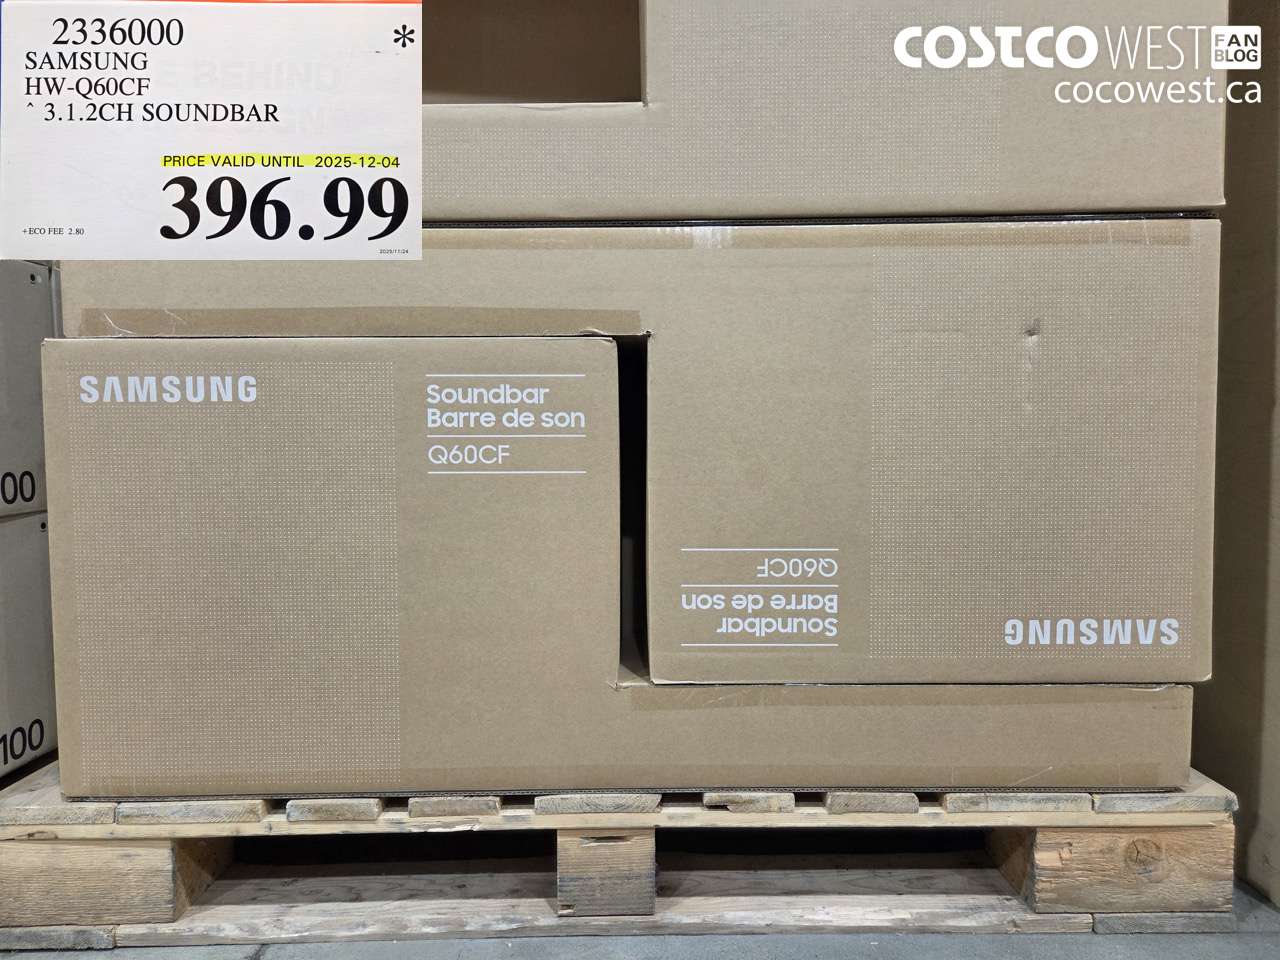 2336000 *
SAMSUNG
HW-Q60CF
^ 3.1.2CH SOUNDBAR
PRICE VALID UNTIL 2025-12-04
396.99
+ECO FEE 2.80
2025/11/24
COSTCO WEST FAN BLOG
cocowest.ca
SAMSUNG
Soundbar
Barre de son
Q60CF
Soundbar
Barre de son
Q60CF
SAMSUNG
00
100